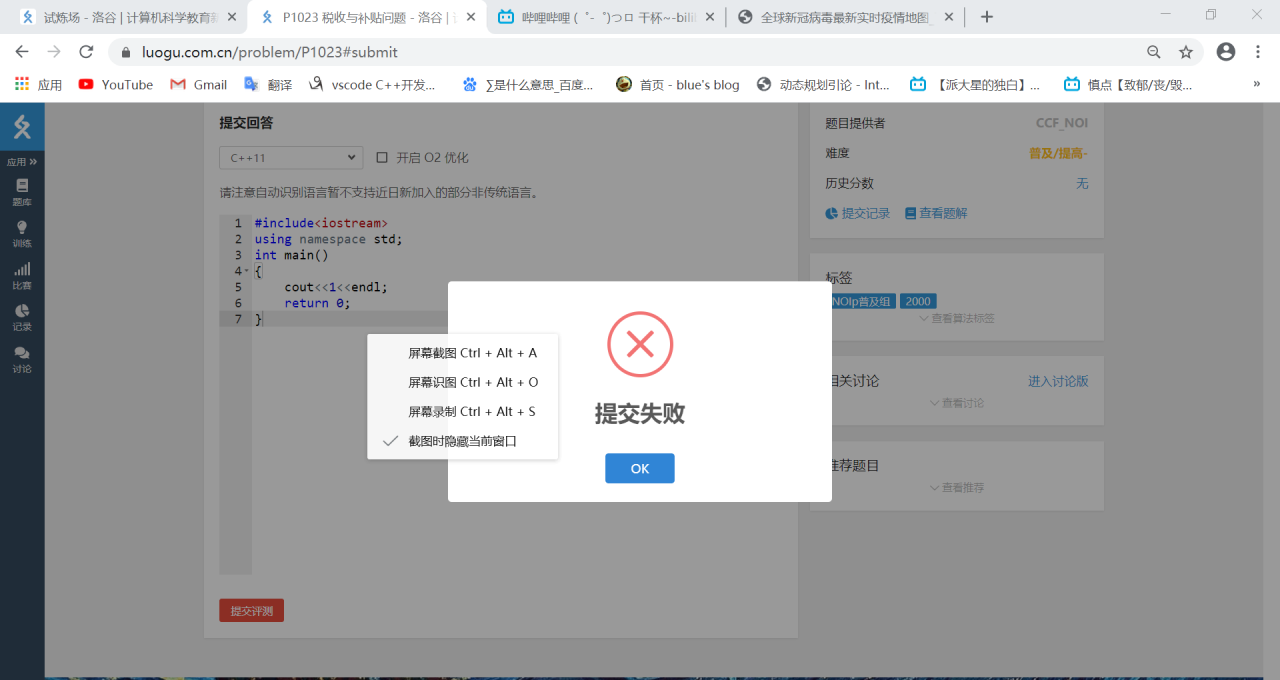 试炼场 - 洛谷 | 计算机科学教育新
P1023 税收与补贴问题 - 洛谷 |
哔哩哔哩 (゜-゜)つロ 干杯~-bili
全球新冠病毒最新实时疫情地图_
luogu.com.cn/problem/P1023#submit
应用
YouTube
Gmail
翻译
vscode C++开发...
∑是什么意思_百度...
首页 - blue's blog
动态规划引论 - Int...
【派大星的独白】...
慎点【致郁/丧/毁...
»
应用 »
题库
训练
比赛
记录
讨论
提交回答
C++11
开启 O2 优化
请注意自动识别语言暂不支持近日新加入的部分非传统语言。
1 #include<iostream>
2 using namespace std;
3 int main()
4 {
5 cout<<1<<endl;
6 return 0;
7 }
提交评测
屏幕截图 Ctrl + Alt + A
屏幕识图 Ctrl + Alt + O
屏幕录制 Ctrl + Alt + S
截图时隐藏当前窗口
提交失败
OK
题目提供者 CCF_NOI
难度 普及/提高-
历史分数 无
提交记录 查看题解
标签
NOIp普及组 2000
查看算法标签
相关讨论 进入讨论版
查看讨论
推荐题目
查看推荐